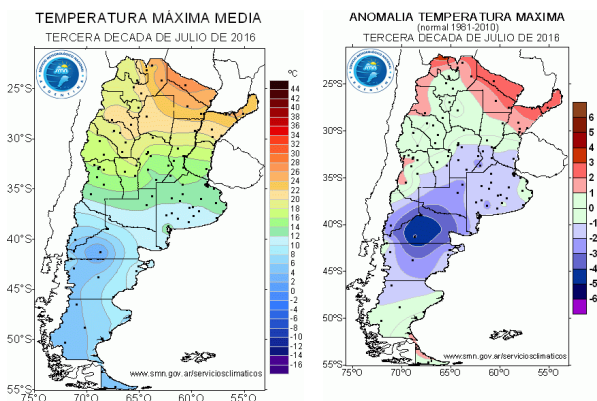 TEMPERATURA MÁXIMA MEDIA
TERCERA DECADA DE JULIO DE 2016
ºC
44
42
40
38
36
34
32
30
28
26
24
22
20
18
16
14
12
10
8
6
4
2
0
-2
-4
-6
-8
-10
-12
-14
-16
25°S
30°S
35°S
40°S
45°S
50°S
55°S
75°W
70°W
65°W
60°W
55°W
www.smn.gov.ar/serviciosclimaticos
ANOMALIA TEMPERATURA MAXIMA
(normal 1981-2010)
TERCERA DECADA DE JULIO DE 2016
6
5
4
3
2
1
0
-1
-2
-3
-4
-5
-6
25°S
30°S
35°S
40°S
45°S
50°S
55°S
75°W
70°W
65°W
60°W
55°W
www.smn.gov.ar/serviciosclimaticos